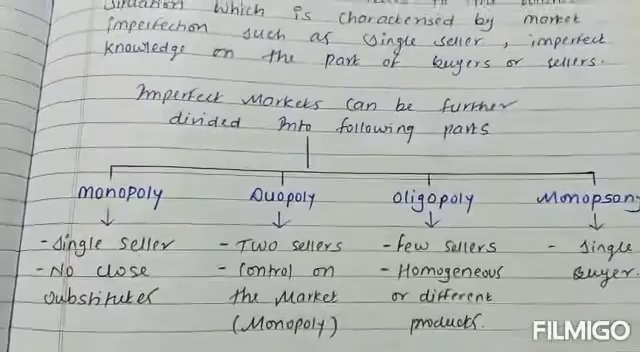 situation which is characterised by market
imperfection such as single seller, imperfect
knowledge on the part of buyers or sellers.
Imperfect Markets can be further
divided into following parts
Monopoly
- Single seller
- No close
substitutes
Duopoly
- Two sellers
- Control on
the Market
(Monopoly)
Oligopoly
- Few sellers
- Homogeneous
or different
products.
Monopsony
- Single
Buyer.
FILMIGO